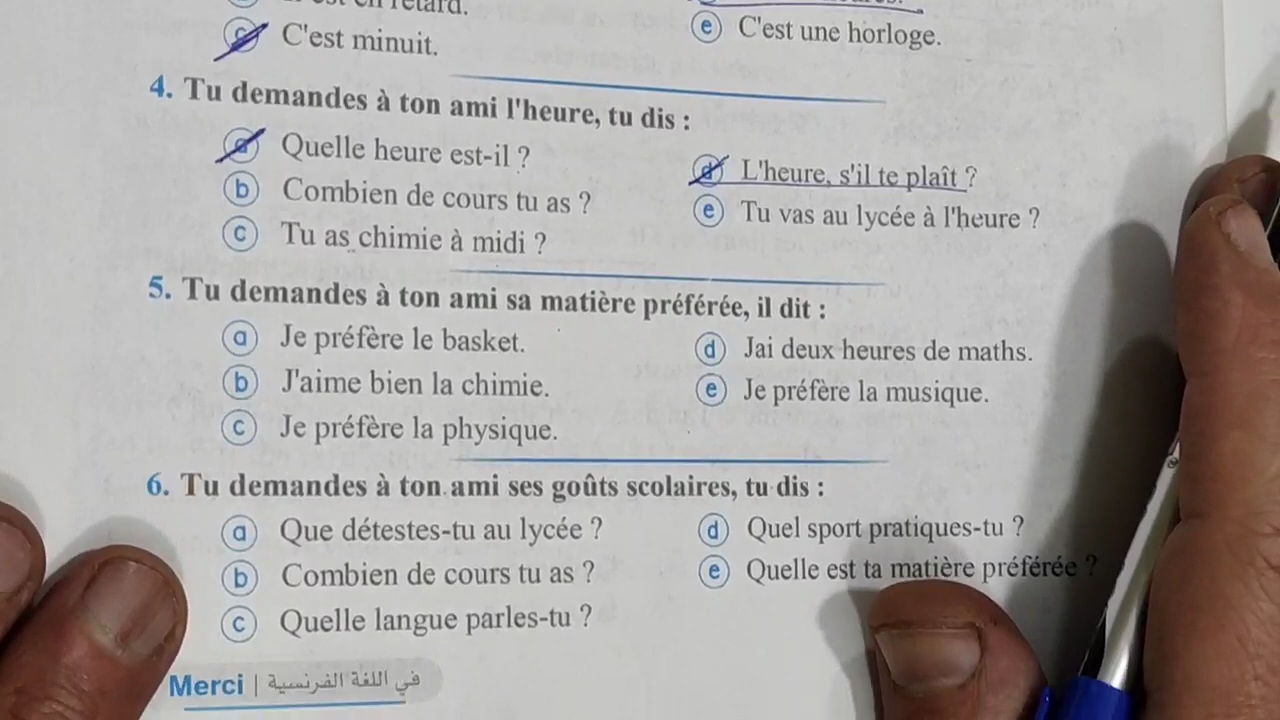 est en retard.
c C'est minuit.
e C'est une horloge.
4. Tu demandes à ton ami l'heure, tu dis :
a Quelle heure est-il ?
b Combien de cours tu as ?
c Tu as chimie à midi ?
d L'heure, s'il te plaît ?
e Tu vas au lycée à l'heure ?
5. Tu demandes à ton ami sa matière préférée, il dit :
a Je préfère le basket.
b J'aime bien la chimie.
c Je préfère la physique.
d Jai deux heures de maths.
e Je préfère la musique.
6. Tu demandes à ton ami ses goûts scolaires, tu dis :
a Que détestes-tu au lycée ?
b Combien de cours tu as ?
c Quelle langue parles-tu ?
d Quel sport pratiques-tu ?
e Quelle est ta matière préférée ?
Merci | في اللغة الفرنسية